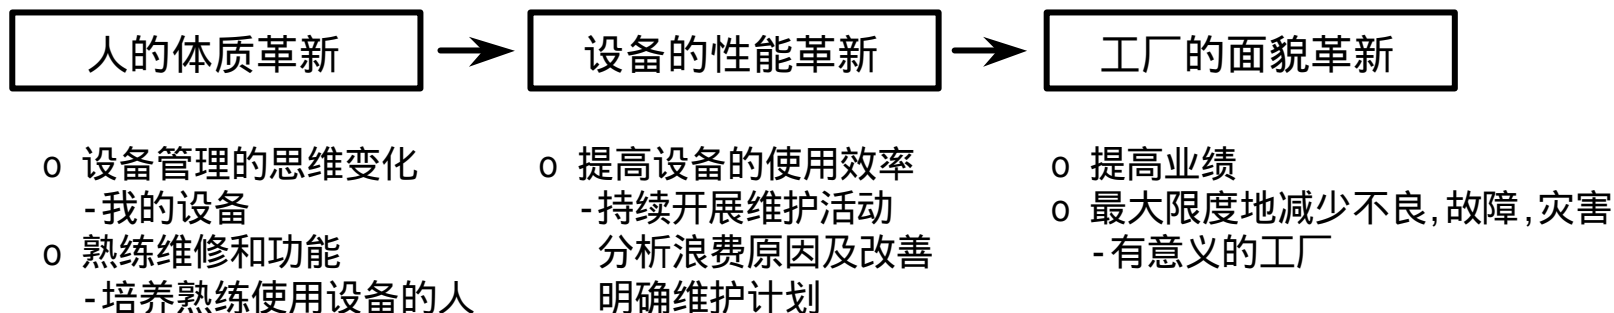 人的体质革新
设备的性能革新
工厂的面貌革新
o 设备管理的思维变化
-我的设备
o 熟练维修和功能
-培养熟练使用设备的人
o 提高设备的使用效率
-持续开展维护活动
分析浪费原因及改善
明确维护计划
o 提高业绩
o 最大限度地减少不良,故障,灾害
-有意义的工厂